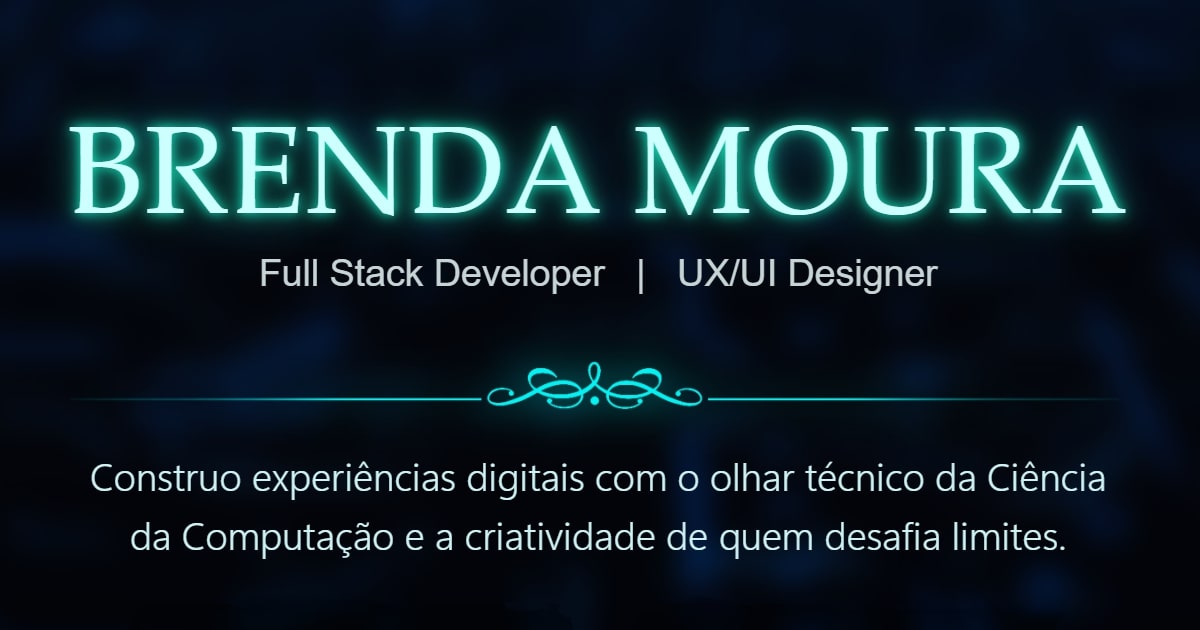 BRENDA MOURA
Full Stack Developer | UX/UI Designer
Construo experiências digitais com o olhar técnico da Ciência
da Computação e a criatividade de quem desafia limites.